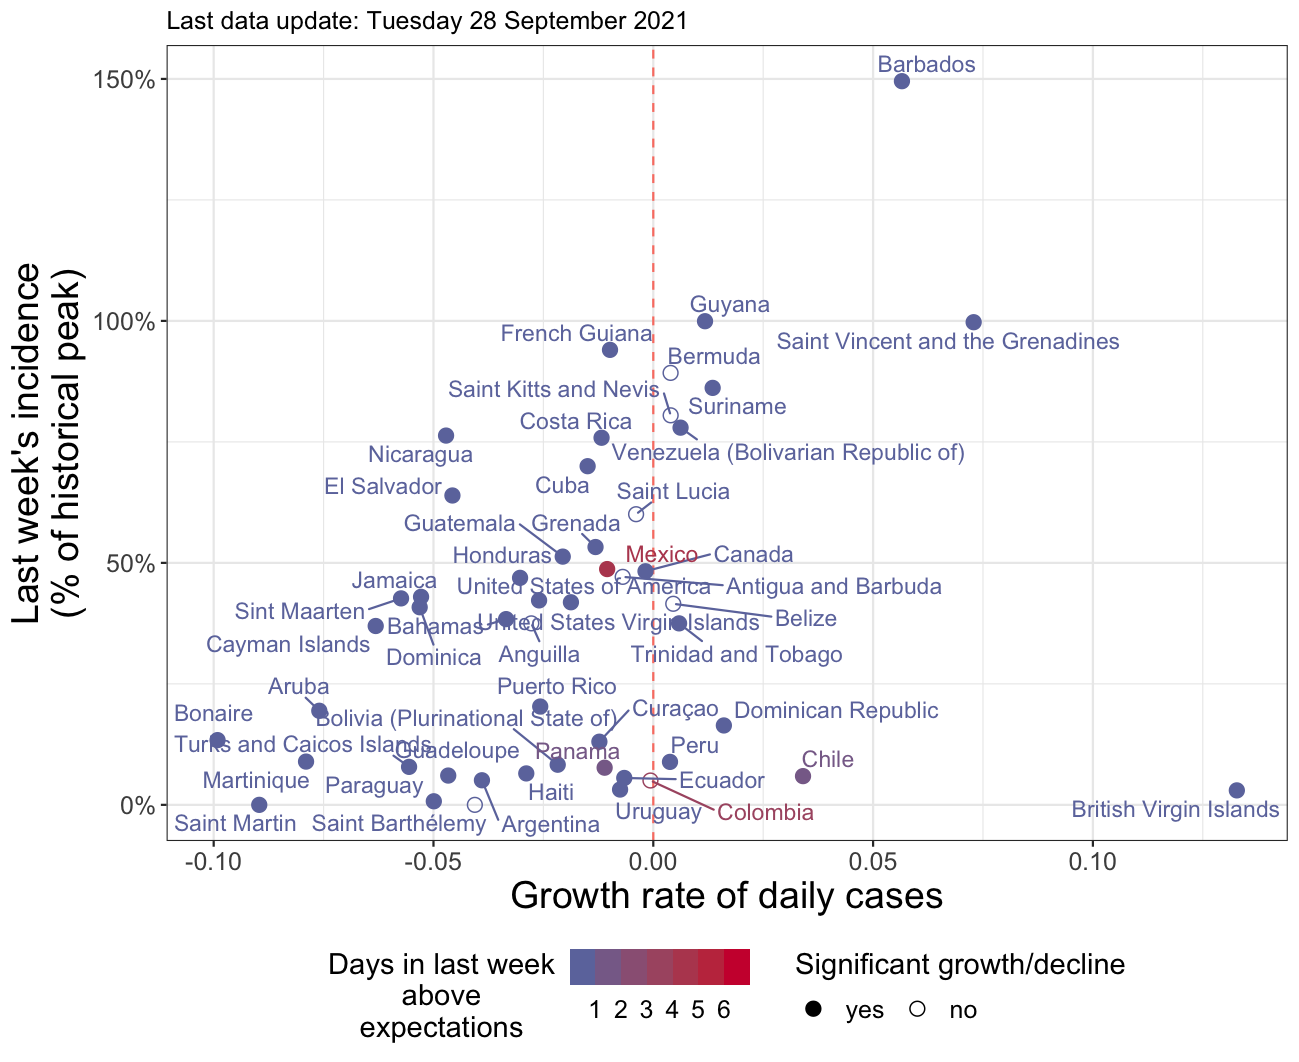 Last data update: Tuesday 28 September 2021
Last week's incidence
(% of historical peak)
150%
100%
50%
0%
Barbados
Guyana
French Guiana
Saint Vincent and the Grenadines
Bermuda
Saint Kitts and Nevis
Suriname
Costa Rica
Nicaragua
Venezuela (Bolivarian Republic of)
El Salvador
Cuba
Saint Lucia
Guatemala
Grenada
Honduras
Mexico
Canada
Jamaica
United States of America
Antigua and Barbuda
Sint Maarten
Bahamas
United States Virgin Islands
Belize
Cayman Islands
Dominica
Anguilla
Trinidad and Tobago
Aruba
Puerto Rico
Bonaire
Bolivia (Plurinational State of)
Curaçao
Dominican Republic
Turks and Caicos Islands
Guadeloupe
Panama
Peru
Chile
Martinique
Paraguay
Haiti
Ecuador
British Virgin Islands
Saint Martin
Saint Barthélemy
Argentina
Uruguay
Colombia
-0.10
-0.05
0.00
0.05
0.10
Growth rate of daily cases
Days in last week
above
expectations
1 2 3 4 5 6
Significant growth/decline
yes
no